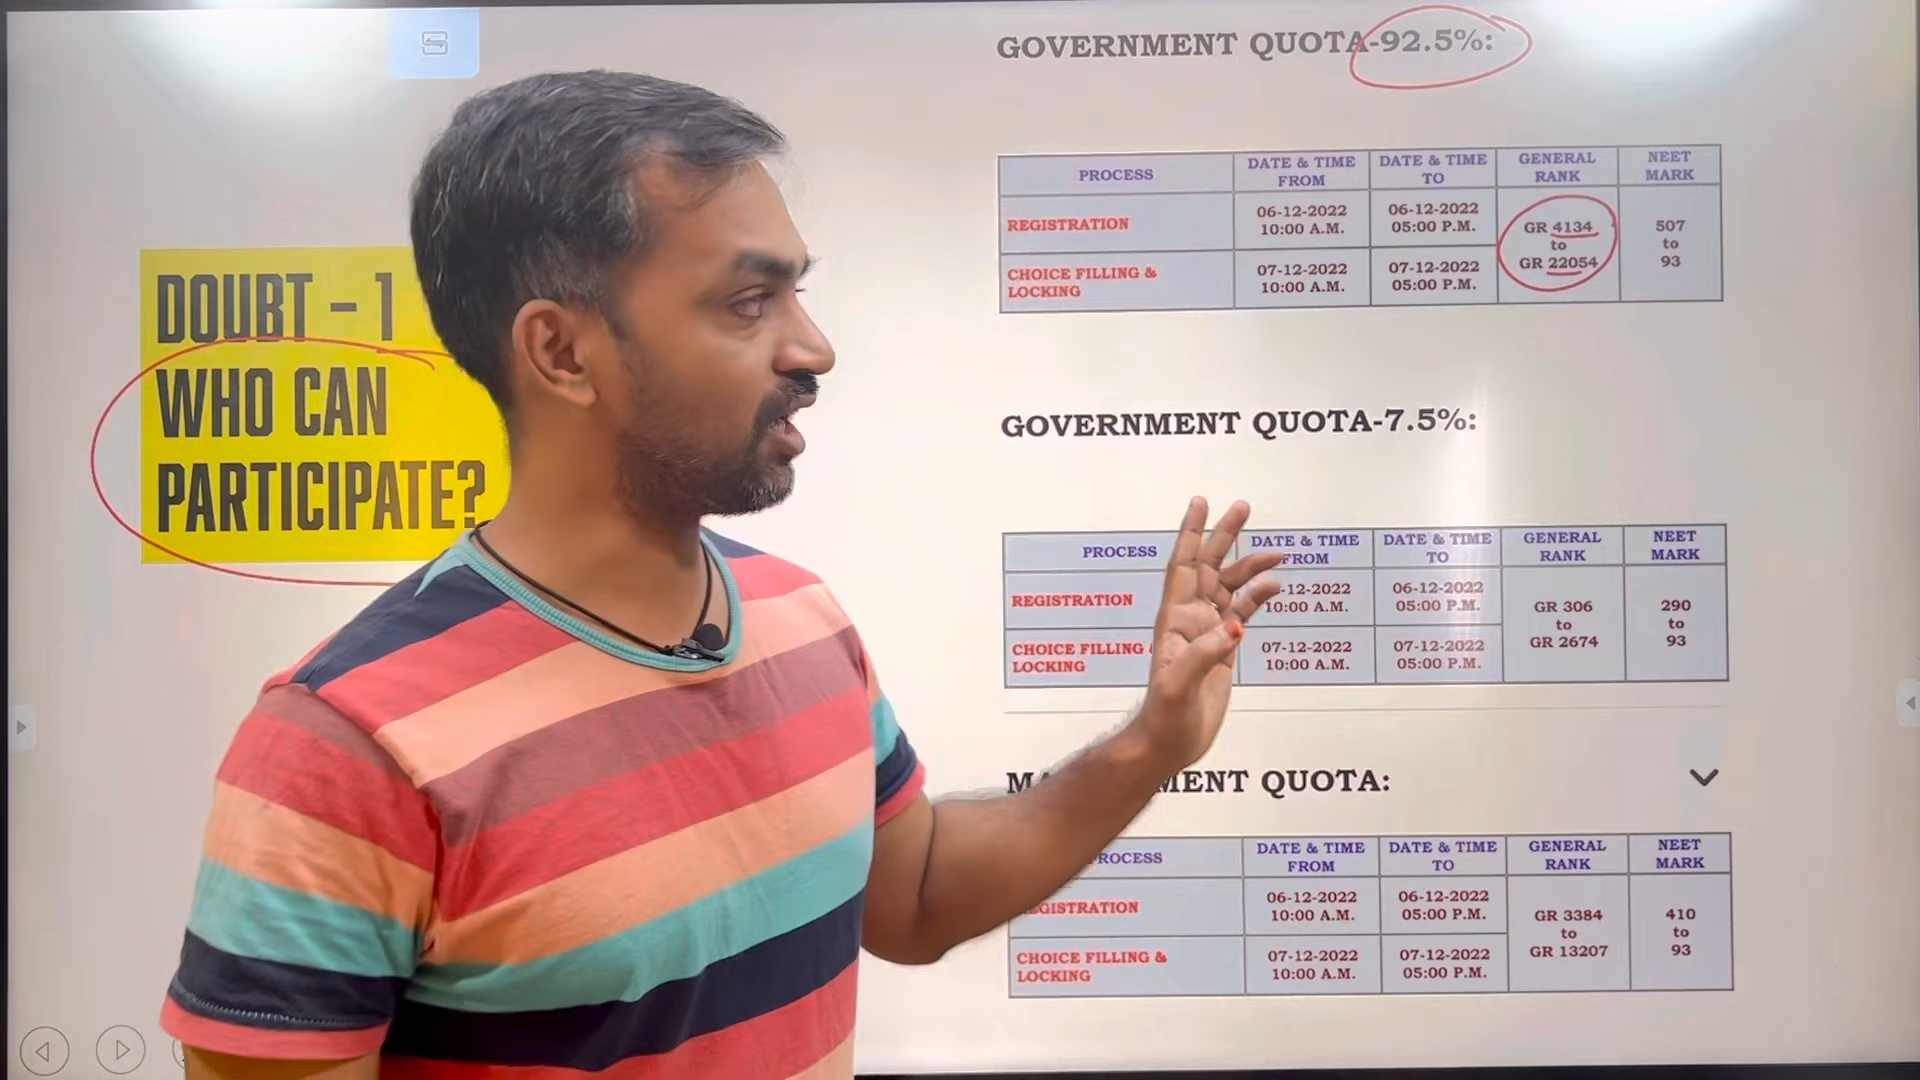 DOUBT – 1
WHO CAN
PARTICIPATE?
GOVERNMENT QUOTA-92.5%:
PROCESS
DATE & TIME
FROM
DATE & TIME
TO
GENERAL
RANK
NEET
MARK
REGISTRATION
06-12-2022
10:00 A.M.
06-12-2022
05:00 P.M.
GR 4134
to
GR 22054
507
to
93
CHOICE FILLING &
LOCKING
07-12-2022
10:00 A.M.
07-12-2022
05:00 P.M.
GOVERNMENT QUOTA-7.5%:
PROCESS
DATE & TIME
FROM
DATE & TIME
TO
GENERAL
RANK
NEET
MARK
REGISTRATION
-12-2022
10:00 A.M.
06-12-2022
05:00 P.M.
GR 306
to
GR 2674
290
to
93
CHOICE FILLING
LOCKING
07-12-2022
10:00 A.M.
07-12-2022
05:00 P.M.
QUOTA:
DATE & TIME
FROM
DATE & TIME
TO
GENERAL
RANK
NEET
MARK
06-12-2022
10:00 A.M.
06-12-2022
05:00 P.M.
GR 3384
to
GR 13207
410
to
93
CHOICE FILLING &
LOCKING
07-12-2022
10:00 A.M.
07-12-2022
05:00 P.M.